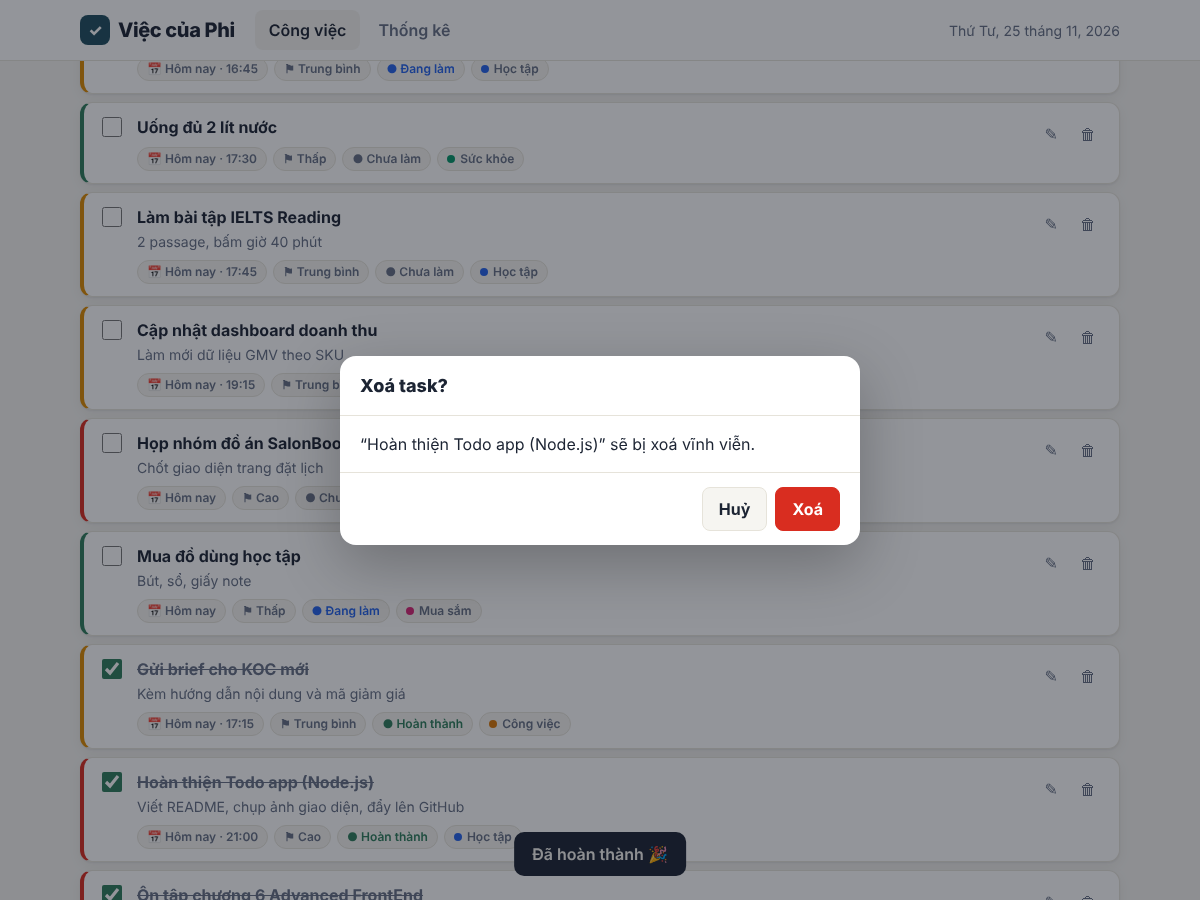 Việc của Phi
Công việc
Thống kê
Thứ Tư, 25 tháng 11, 2026
Hôm nay · 16:45
Trung bình
Đang làm
Học tập
Uống đủ 2 lít nước
Hôm nay · 17:30
Thấp
Chưa làm
Sức khỏe
Làm bài tập IELTS Reading
2 passage, bấm giờ 40 phút
Hôm nay · 17:45
Trung bình
Chưa làm
Học tập
Cập nhật dashboard doanh thu
Làm mới dữ liệu GMV theo SKU
Hôm nay · 19:15
Trung b
Họp nhóm đồ án SalonBoo
Chốt giao diện trang đặt lịch
Hôm nay
Cao
Chu
Xoá task?
“Hoàn thiện Todo app (Node.js)” sẽ bị xoá vĩnh viễn.
Huỷ
Xoá
Mua đồ dùng học tập
Bút, sổ, giấy note
Hôm nay
Thấp
Đang làm
Mua sắm
Gửi brief cho KOC mới
Kèm hướng dẫn nội dung và mã giảm giá
Hôm nay · 17:15
Trung bình
Hoàn thành
Công việc
Hoàn thiện Todo app (Node.js)
Viết README, chụp ảnh giao diện, đẩy lên GitHub
Hôm nay · 21:00
Cao
Hoàn thành
Học tập
Đã hoàn thành 🎉
Ôn tập chương 6 Advanced FrontEnd